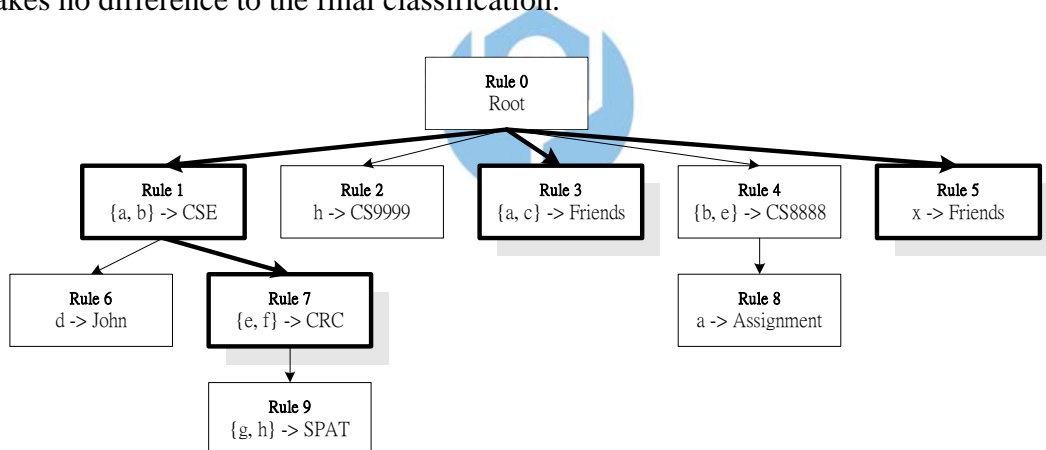 akes no difference to the final classification.
Rule 0
Root
Rule 1
{a, b} -> CSE
Rule 2
h -> CS9999
Rule 3
{a, c} -> Friends
Rule 4
{b, e} -> CS8888
Rule 5
x -> Friends
Rule 6
d -> John
Rule 7
{e, f} -> CRC
Rule 8
a -> Assignment
Rule 9
{g, h} -> SPAT